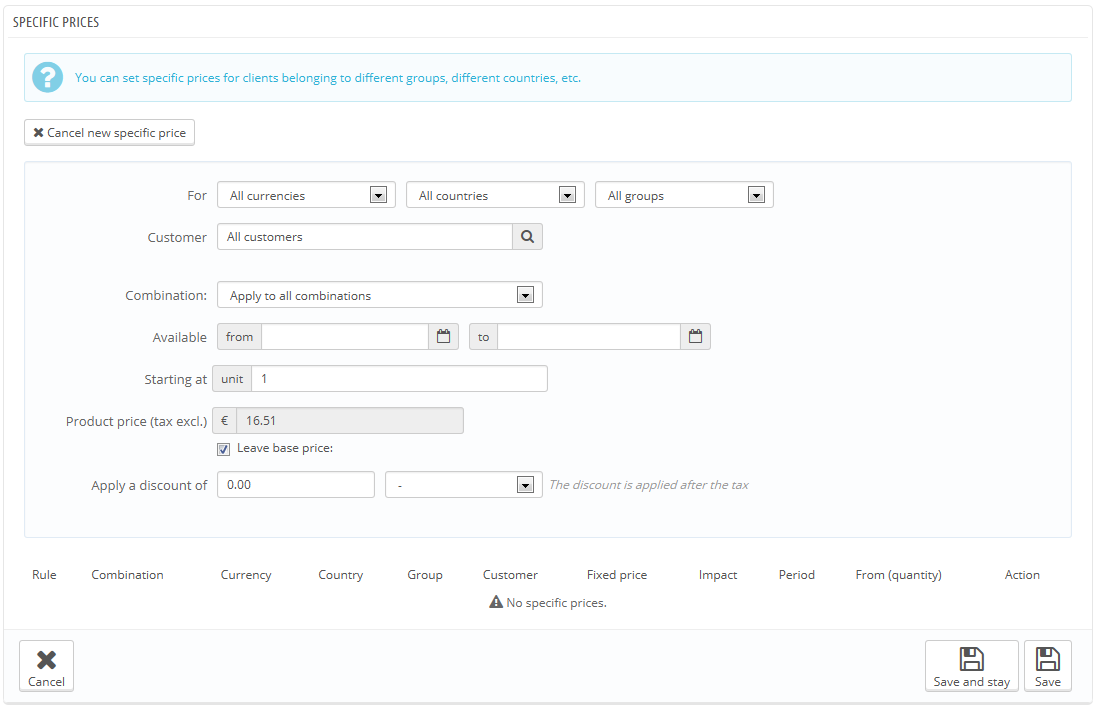 SPECIFIC PRICES
You can set specific prices for clients belonging to different groups, different countries, etc.
Cancel new specific price
For All currencies All countries All groups
Customer All customers
Combination: Apply to all combinations
Available from to
Starting at unit 1
Product price (tax excl.) € 16.51
Leave base price:
Apply a discount of 0.00 - The discount is applied after the tax
Rule Combination Currency Country Group Customer Fixed price Impact Period From (quantity) Action
No specific prices.
Cancel Save and stay Save